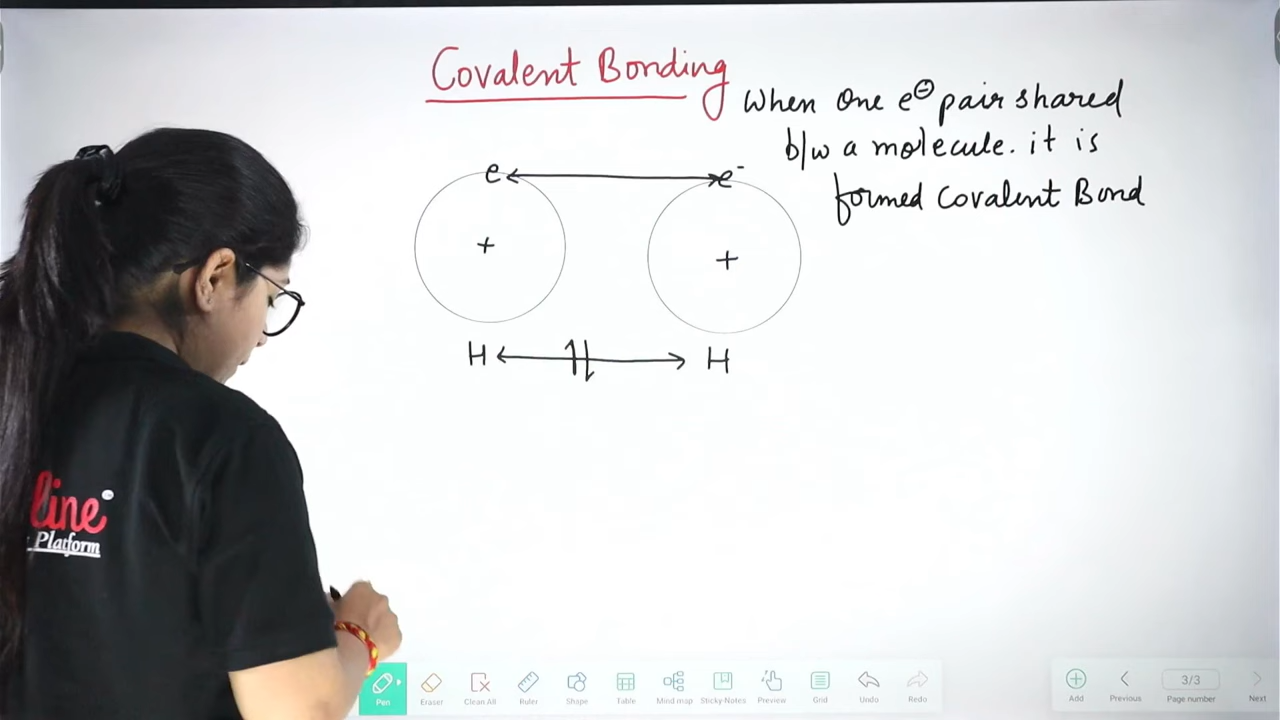 Covalent Bonding
When One e⊖ pair shared
b/w a molecule. it is
formed Covalent Bond
e e⁻
+ +
H H
line
Platform
Pen Eraser Clean All Ruler Shape Table Mind map Sticky-Notes Preview Grid Undo Redo
Add Previous 3/3 Page number Next